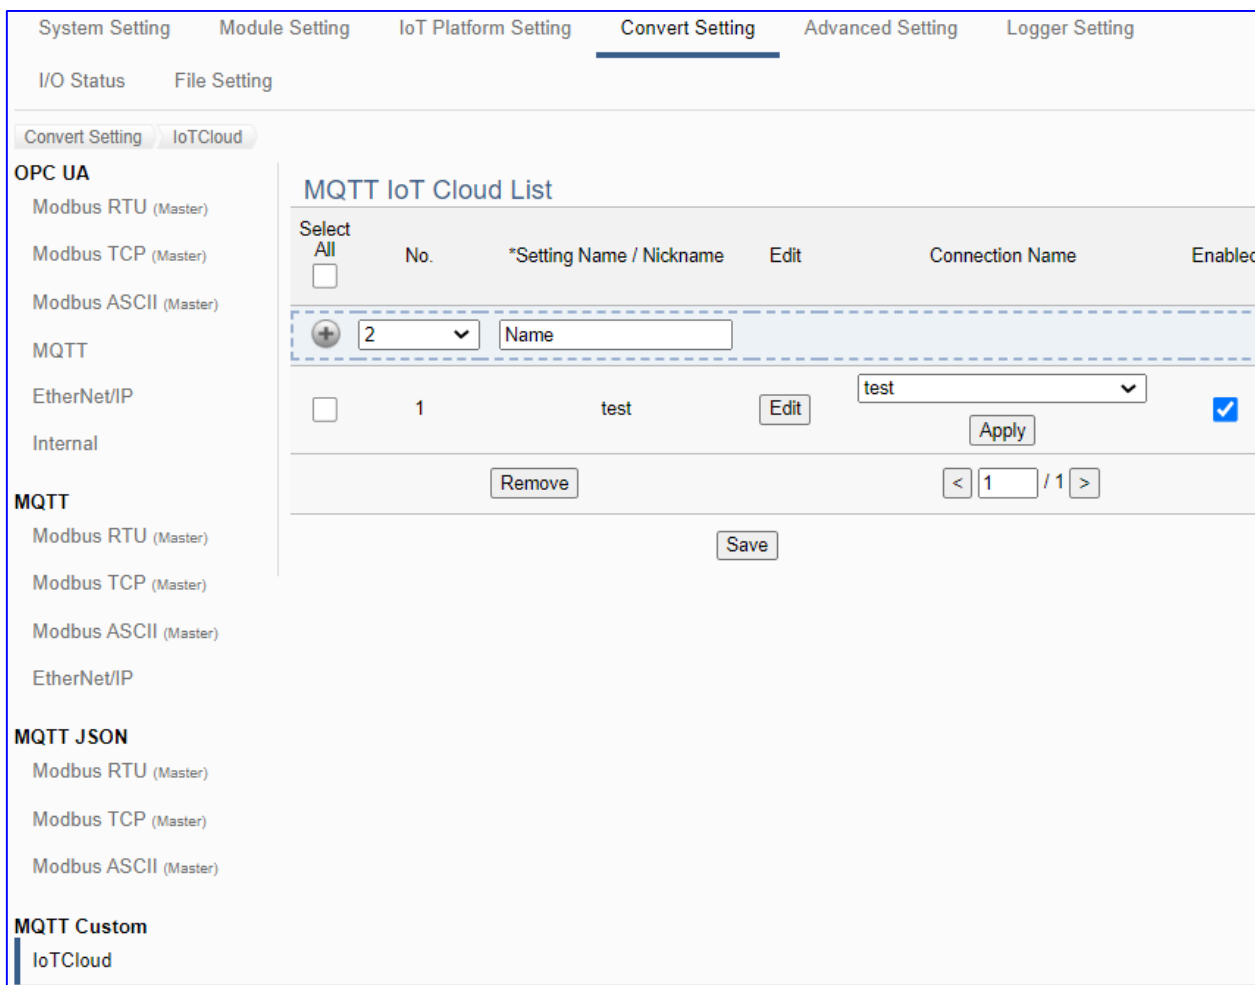 System Setting Module Setting IoT Platform Setting Convert Setting Advanced Setting Logger Setting
I/O Status File Setting
Convert Setting IoTCloud
OPC UA
Modbus RTU (Master)
Modbus TCP (Master)
Modbus ASCII (Master)
MQTT
EtherNet/IP
Internal
MQTT
Modbus RTU (Master)
Modbus TCP (Master)
Modbus ASCII (Master)
EtherNet/IP
MQTT JSON
Modbus RTU (Master)
Modbus TCP (Master)
Modbus ASCII (Master)
MQTT Custom
IoTCloud
MQTT IoT Cloud List
Select
All
No. *Setting Name / Nickname Edit Connection Name Enabled
2 Name
1 test Edit test
Apply
Remove < 1 / 1 >
Save